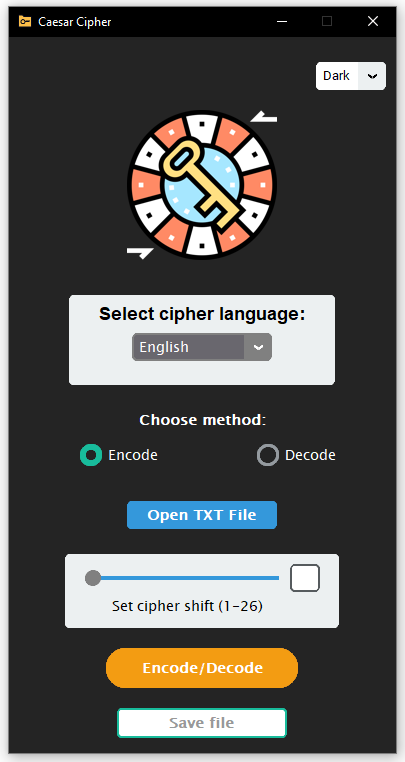 Caesar Cipher
Dark
Select cipher language:
English
Choose method:
Encode
Decode
Open TXT File
Set cipher shift (1-26)
Encode/Decode
Save file